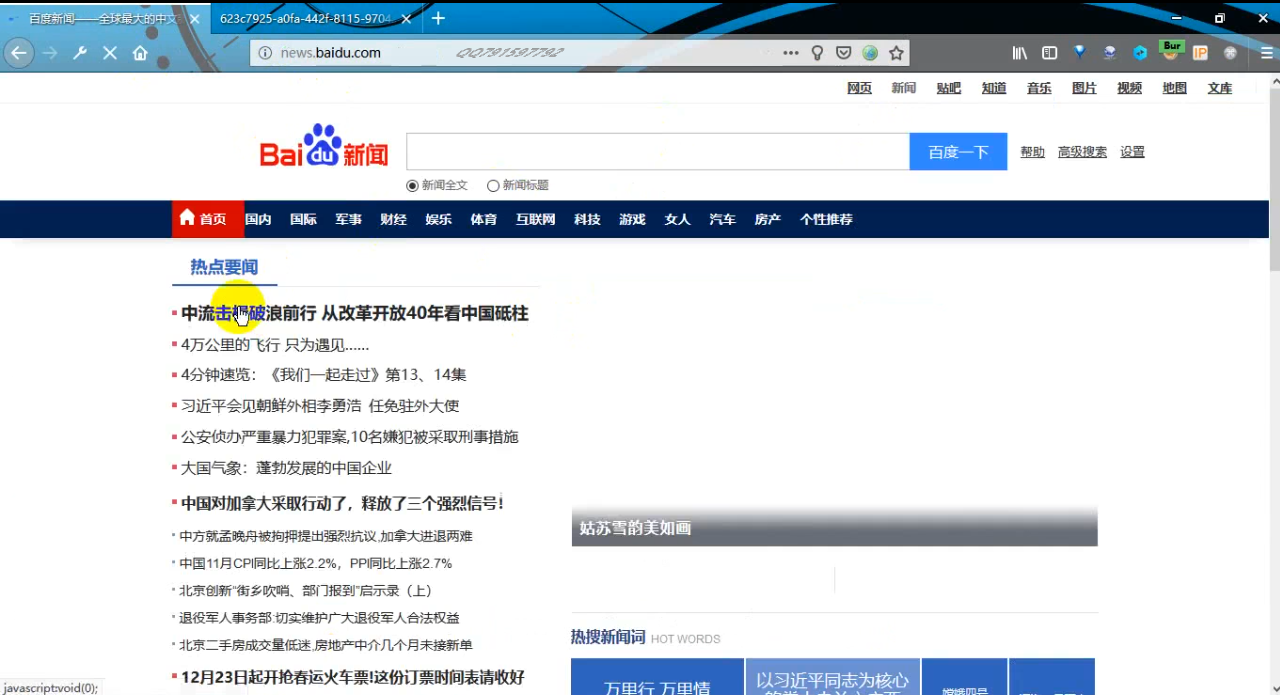 百度新闻——全球最大的中文
623c7925-a0fa-442f-8115-9704
news.baidu.com
QQ791597792
Bur
IP
网页 新闻 贴吧 知道 音乐 图片 视频 地图 文库
Baidu新闻
百度一下
帮助 高级搜索 设置
新闻全文 新闻标题
首页 国内 国际 军事 财经 娱乐 体育 互联网 科技 游戏 女人 汽车 房产 个性推荐
热点要闻
中流击楫破浪前行 从改革开放40年看中国砥柱
4万公里的飞行 只为遇见......
4分钟速览：《我们一起走过》第13、14集
习近平会见朝鲜外相李勇浩 任免驻外大使
公安侦办严重暴力犯罪案,10名嫌犯被采取刑事措施
大国气象：蓬勃发展的中国企业
中国对加拿大采取行动了，释放了三个强烈信号!
中方就孟晚舟被拘押提出强烈抗议,加拿大进退两难
中国11月CPI同比上涨2.2%，PPI同比上涨2.7%
北京创新“街乡吹哨、部门报到”启示录（上）
退役军人事务部:切实维护广大退役军人合法权益
北京二手房成交量低迷,房地产中介几个月未接新单
12月23日起开抢春运火车票!这份订票时间表请收好
姑苏雪韵美如画
热搜新闻词 HOT WORDS
万里行 万里情
以习近平同志为核心
嫦娥四号
javascript:void(0);